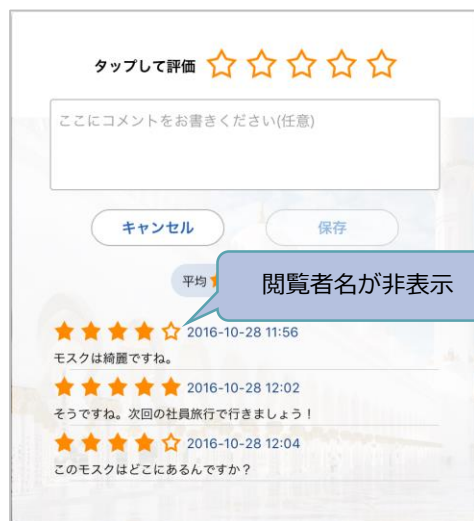 タップして評価 ☆ ☆ ☆ ☆ ☆
ここにコメントをお書きください(任意)
キャンセル 保存
平均
閲覧者名が非表示
★ ★ ★ ★ ☆ 2016-10-28 11:56
モスクは綺麗ですね。
★ ★ ★ ★ ★ 2016-10-28 12:02
そうですね。次回の社員旅行で行きましょう！
★ ★ ★ ★ ☆ 2016-10-28 12:04
このモスクはどこにあるんですか？